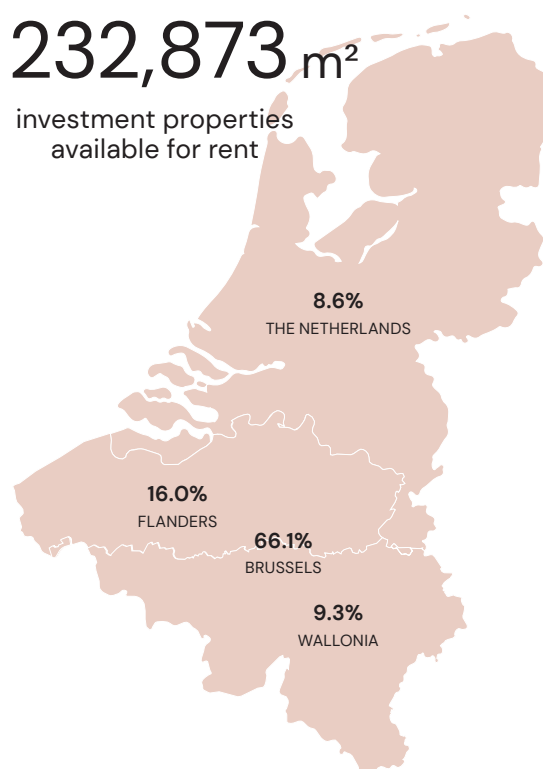 232,873 m²
investment properties
available for rent
8.6%
THE NETHERLANDS
16.0%
FLANDERS
66.1%
BRUSSELS
9.3%
WALLONIA